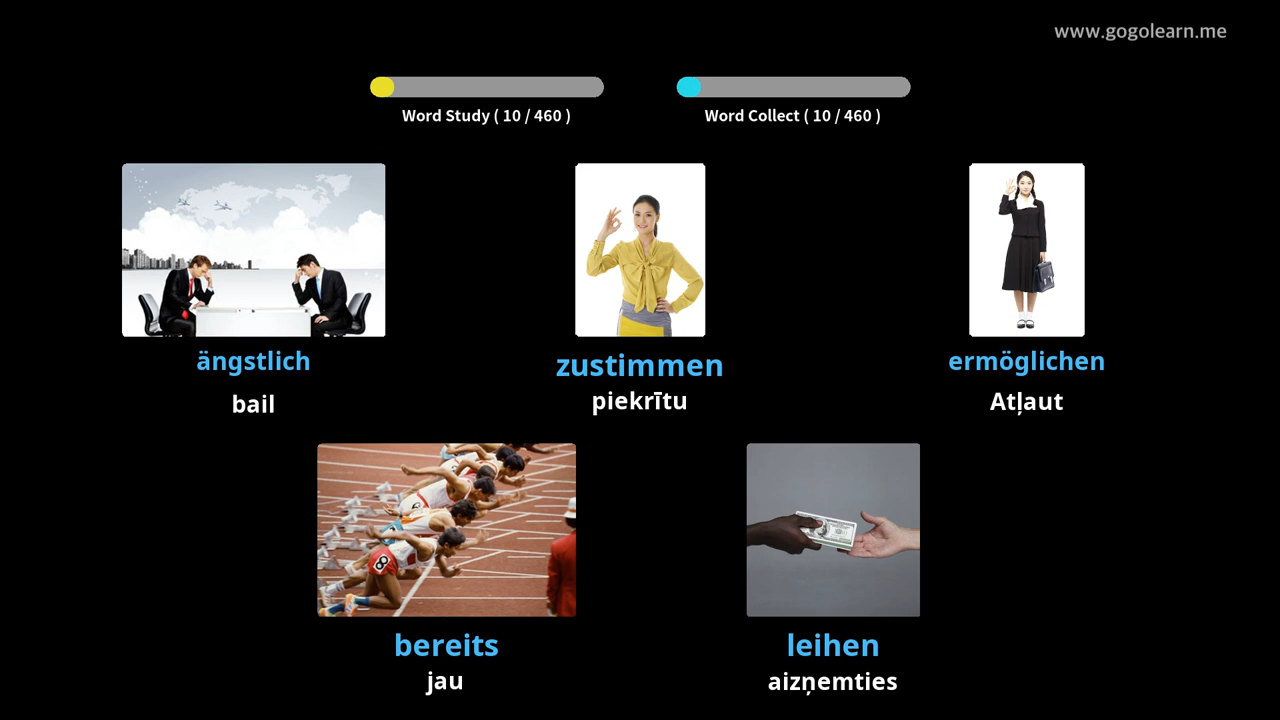 www.gogolearn.me
Word Study ( 10 / 460 )
Word Collect ( 10 / 460 )
ängstlich
bail
zustimmen
piekrītu
ermöglichen
Atļaut
8
bereits
jau
leihen
aizņemties